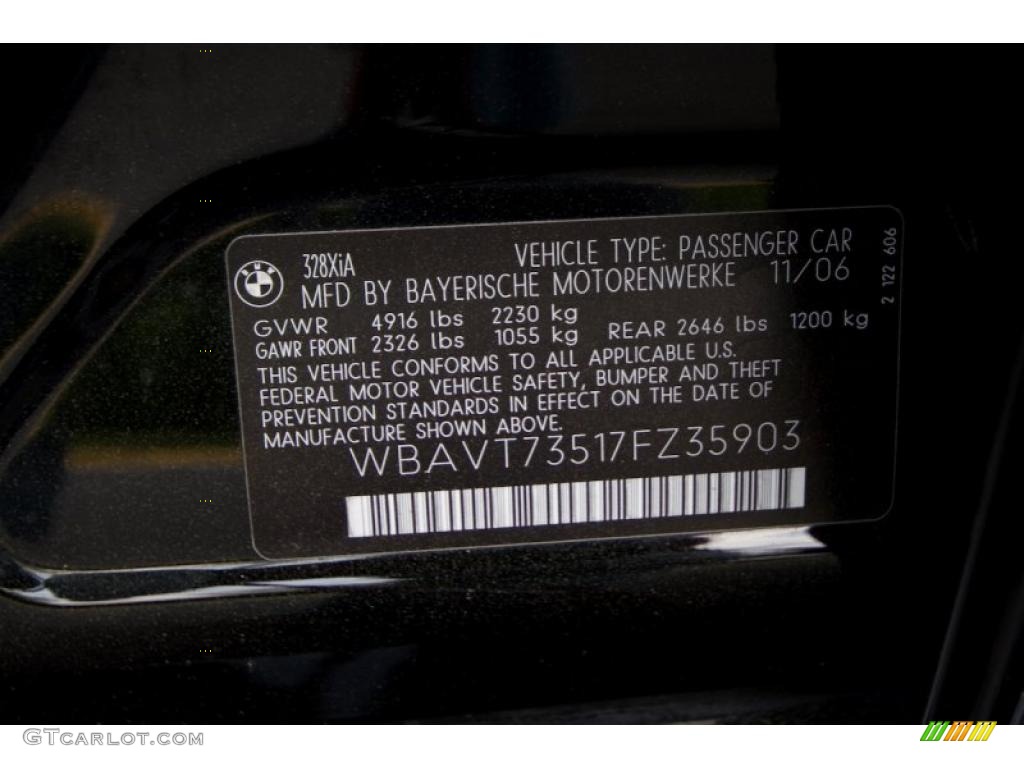 328XiA
VEHICLE TYPE: PASSENGER CAR
MFD BY BAYERISCHE MOTORENWERKE 11/06
GVWR 4916 lbs 2230 kg
GAWR FRONT 2326 lbs 1055 kg REAR 2646 lbs 1200 kg
THIS VEHICLE CONFORMS TO ALL APPLICABLE U.S.
FEDERAL MOTOR VEHICLE SAFETY, BUMPER AND THEFT
PREVENTION STANDARDS IN EFFECT ON THE DATE OF
MANUFACTURE SHOWN ABOVE.
WBAVT73517FZ35903
2 122 606
BMW
GTCARLOT.COM